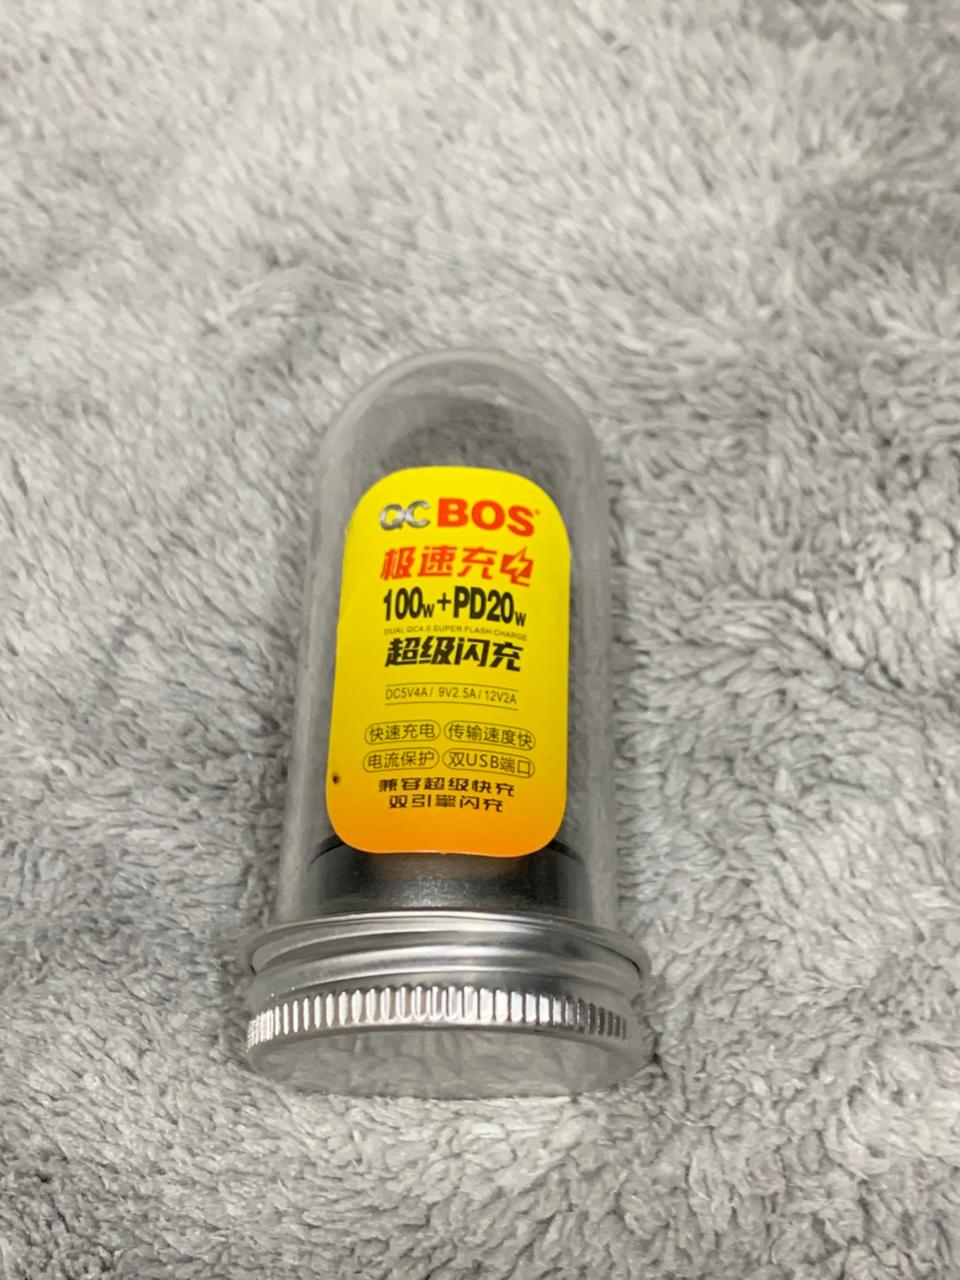 QC BOS
极速充电
100W+PD20W
DUAL QC4.0 SUPER FLASH CHARGE
超级闪充
DC5V4A/ 9V2.5A/12V2A
快速充电 传输速度快
电流保护 双USB端口
兼容超级快充
双引擎闪充